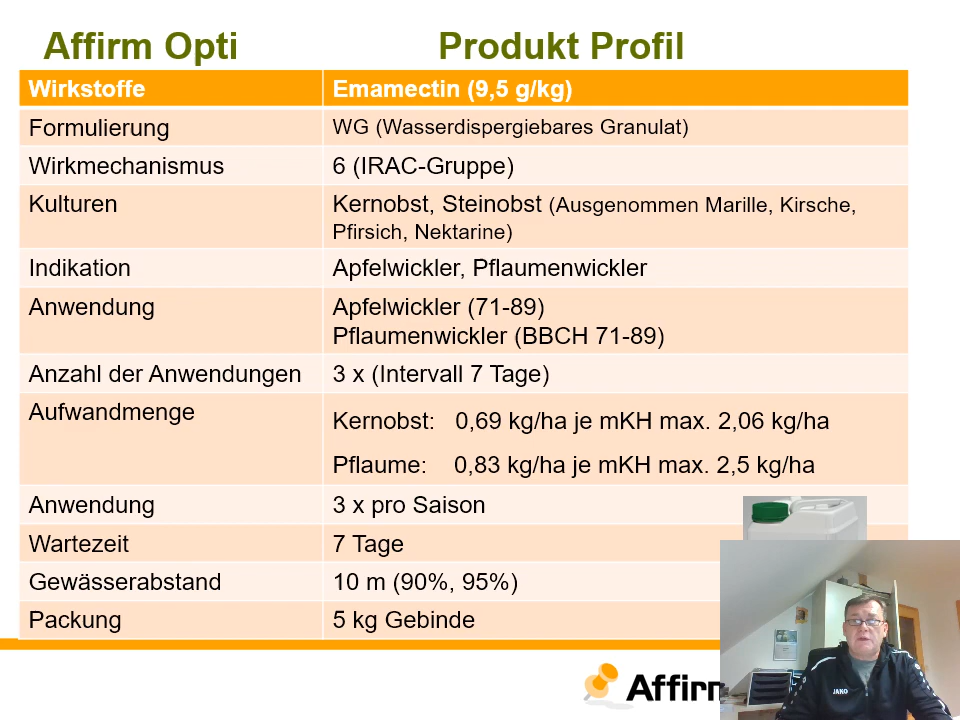 Affirm Opti Produkt Profil
Wirkstoffe Emamectin (9,5 g/kg)
Formulierung WG (Wasserdispergiebares Granulat)
Wirkmechanismus 6 (IRAC-Gruppe)
Kulturen Kernobst, Steinobst (Ausgenommen Marille, Kirsche,
Pfirsich, Nektarine)
Indikation Apfelwickler, Pflaumenwickler
Anwendung Apfelwickler (71-89)
Pflaumenwickler (BBCH 71-89)
Anzahl der Anwendungen 3 x (Intervall 7 Tage)
Aufwandmenge Kernobst: 0,69 kg/ha je mKH max. 2,06 kg/ha
Pflaume: 0,83 kg/ha je mKH max. 2,5 kg/ha
Anwendung 3 x pro Saison
Wartezeit 7 Tage
Gewässerabstand 10 m (90%, 95%)
Packung 5 kg Gebinde
Affirm
JAKO